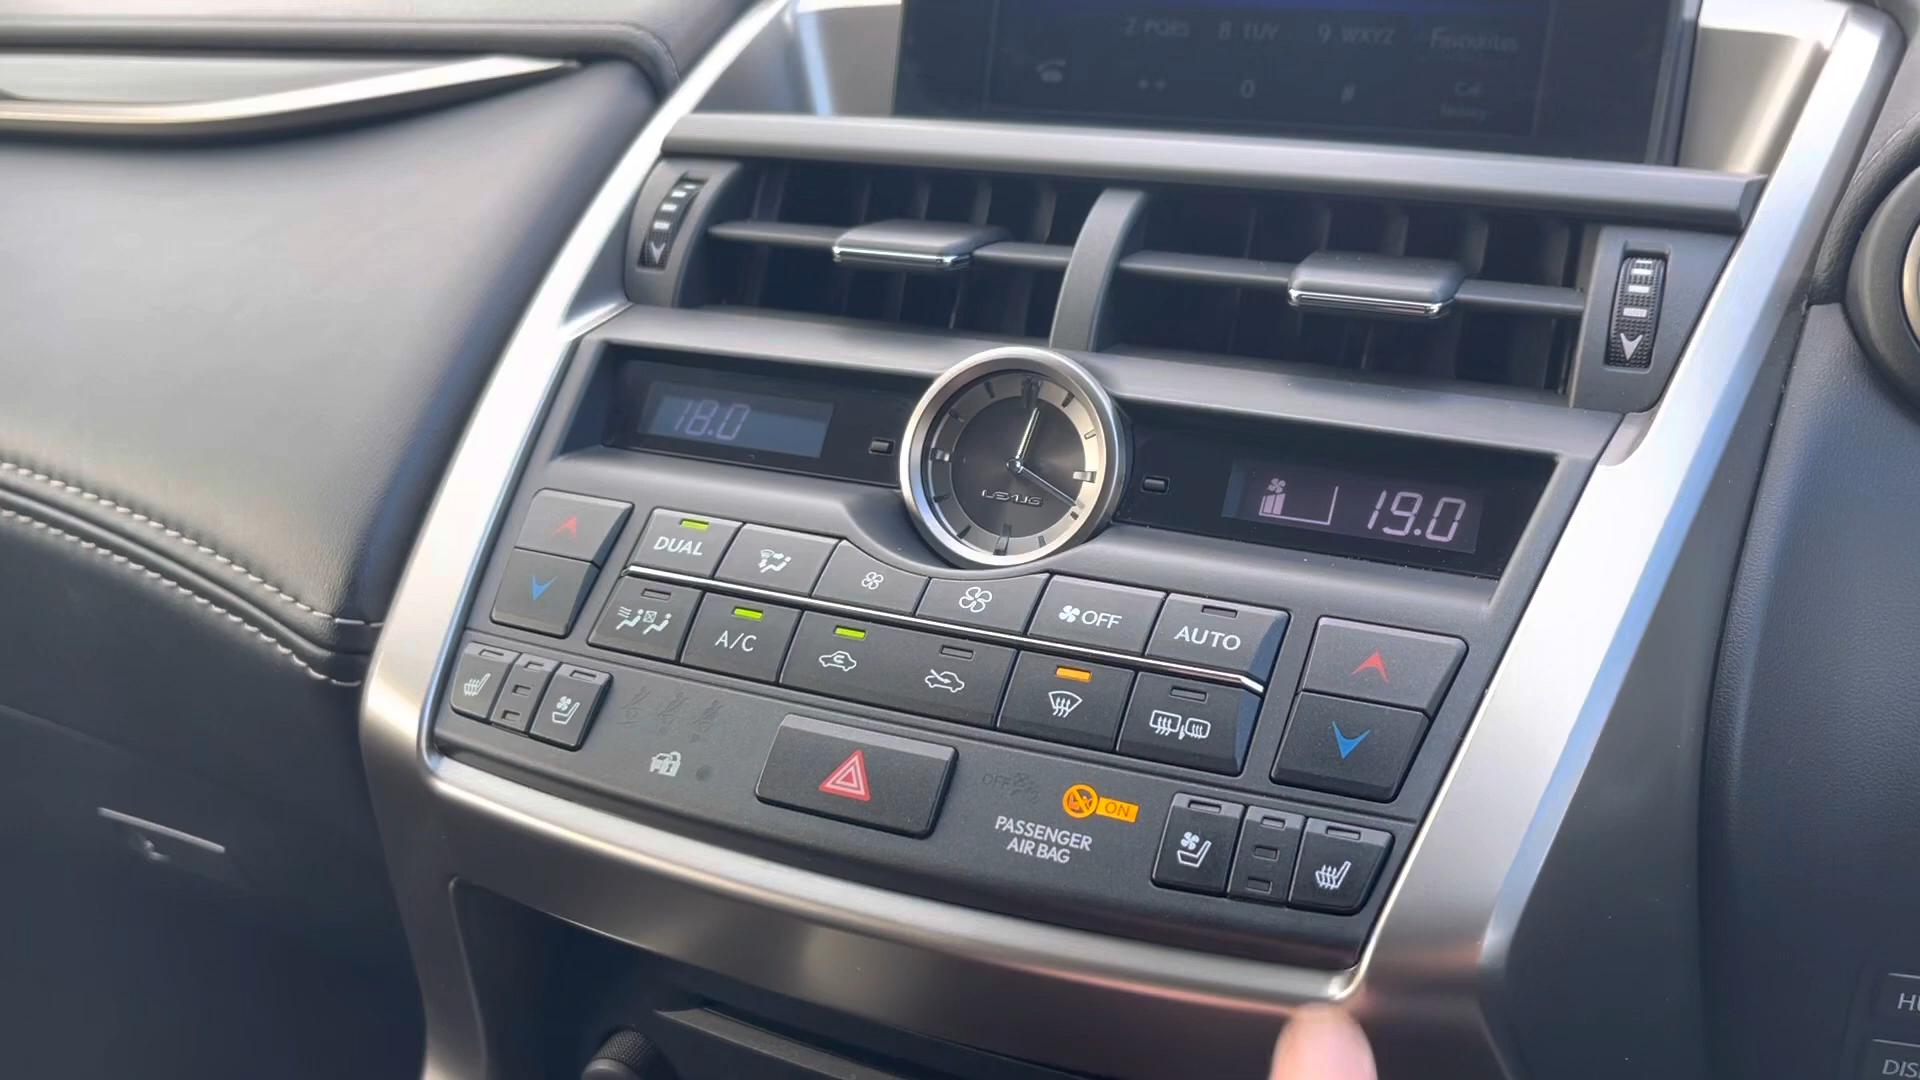 7 PQRS 8 TUV 9 WXYZ Favourites
0 #
18.0
LEXUS
19.0
DUAL
OFF
AUTO
A/C
OFF
ON
PASSENGER
AIR BAG